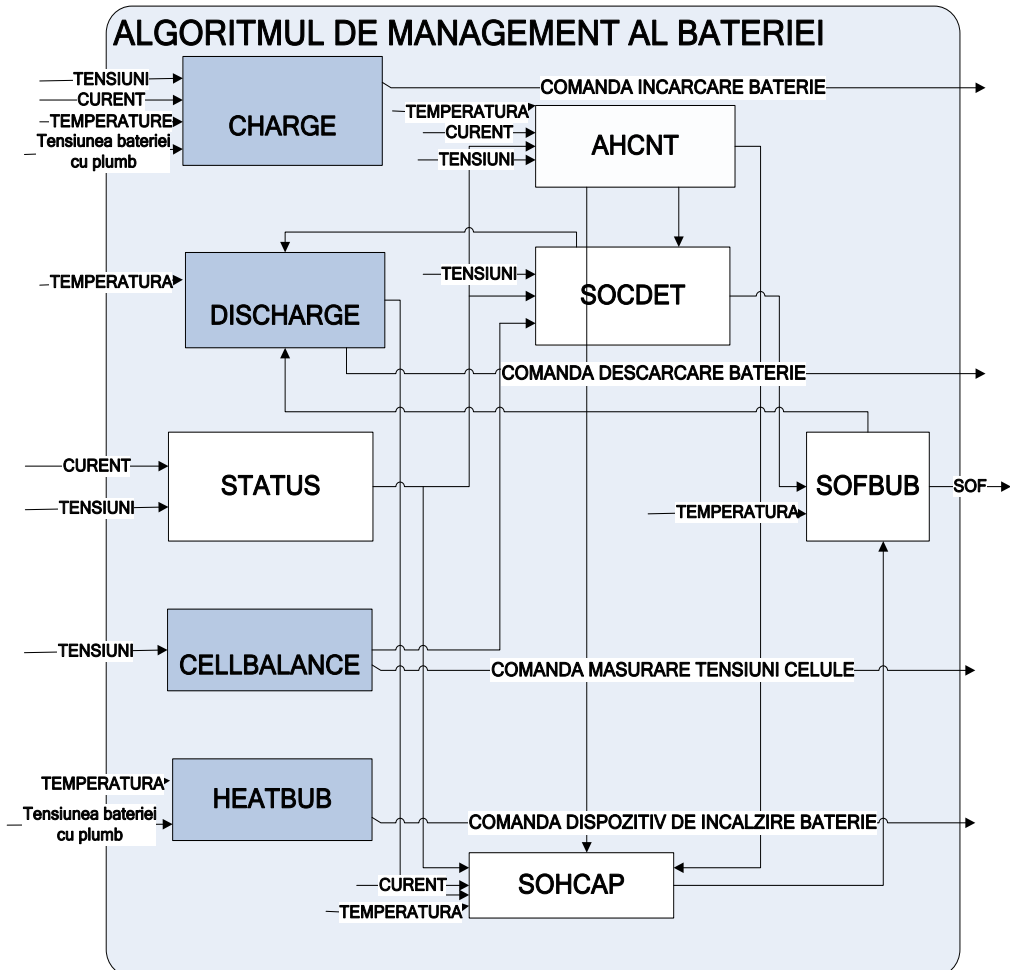 ALGORITMUL DE MANAGEMENT AL BATERIEI
TENSIUNI
CURENT
TEMPERATURE
Tensiunea bateriei
cu plumb
CHARGE
COMANDA INCARCARE BATERIE
TEMPERATURA
CURENT
TENSIUNI
AHCNT
TEMPERATURA
DISCHARGE
TENSIUNI
SOCDET
COMANDA DESCARCARE BATERIE
CURENT
TENSIUNI
STATUS
TEMPERATURA
SOFBUB
SOF
TENSIUNI
CELLBALANCE
COMANDA MASURARE TENSIUNI CELULE
TEMPERATURA
Tensiunea bateriei
cu plumb
HEATBUB
COMANDA DISPOZITIV DE INCALZIRE BATERIE
CURENT
TEMPERATURA
SOHCAP